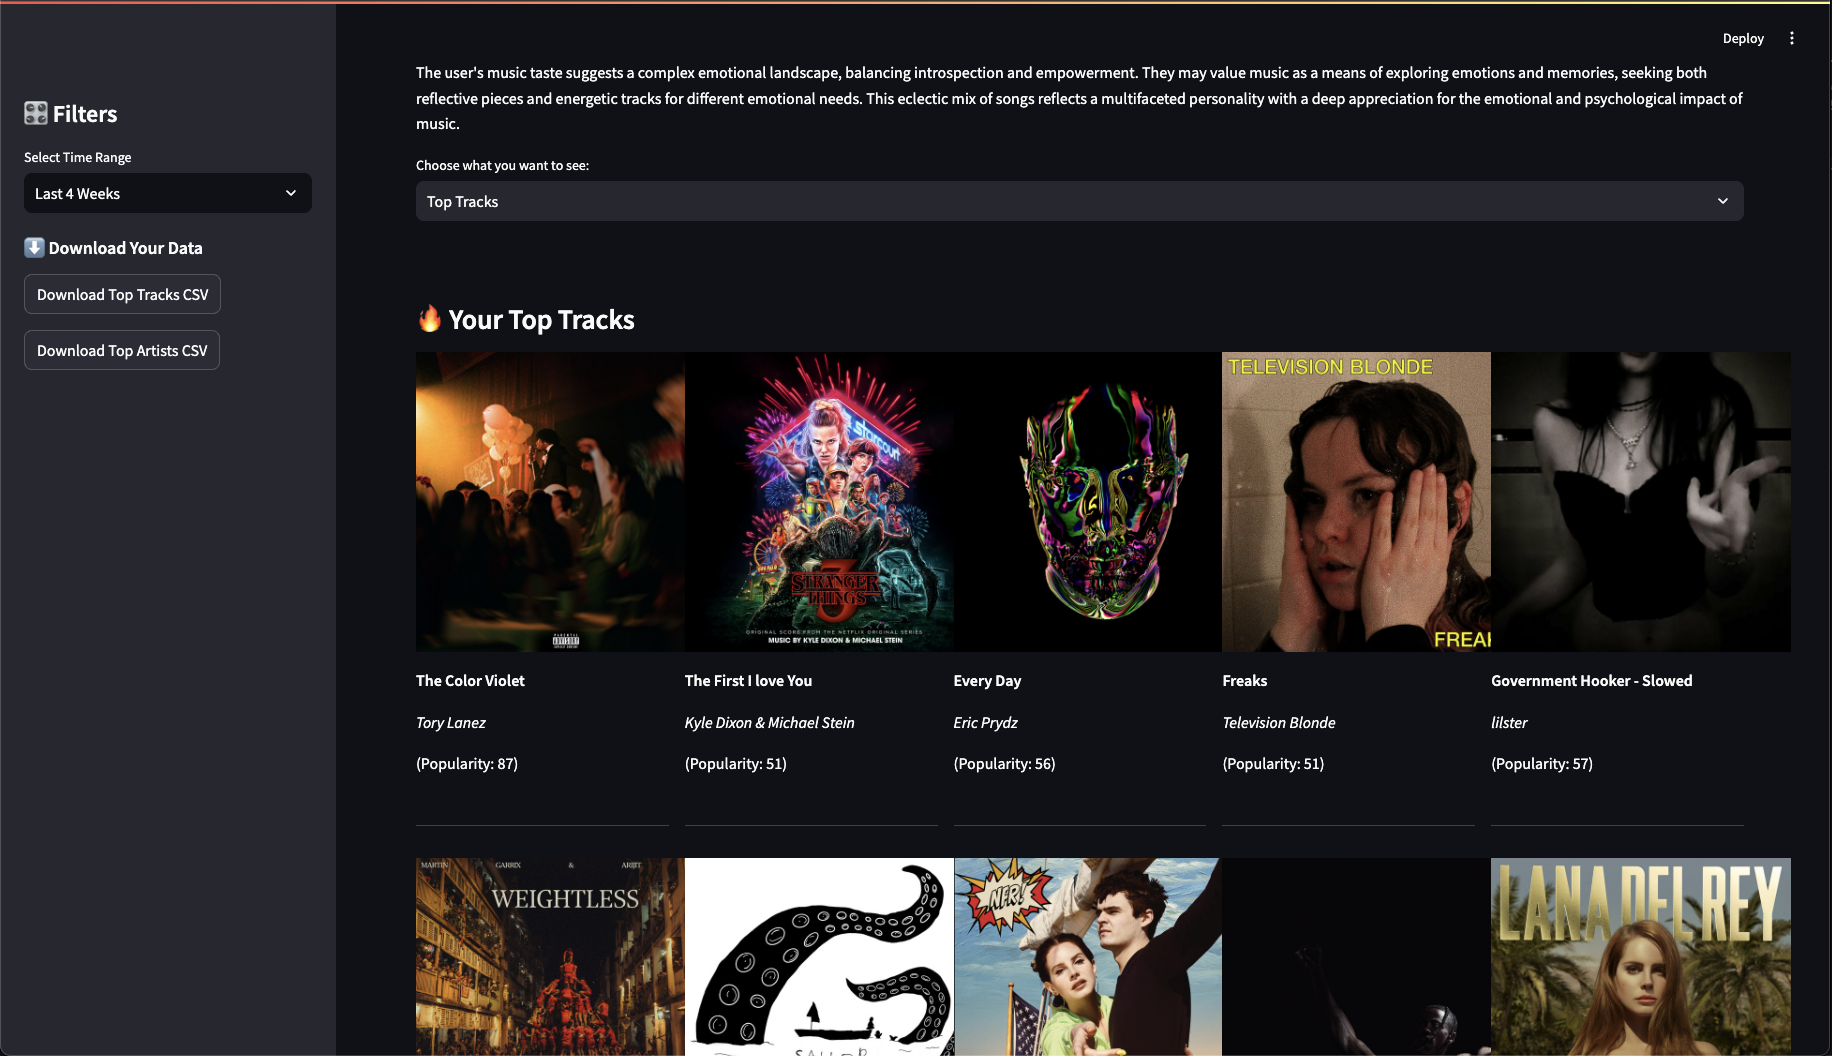 Deploy
Filters
Select Time Range
Last 4 Weeks
Download Your Data
Download Top Tracks CSV
Download Top Artists CSV
The user's music taste suggests a complex emotional landscape, balancing introspection and empowerment. They may value music as a means of exploring emotions and memories, seeking both
reflective pieces and energetic tracks for different emotional needs. This eclectic mix of songs reflects a multifaceted personality with a deep appreciation for the emotional and psychological impact of
music.
Choose what you want to see:
Top Tracks
Your Top Tracks
PARENTAL
ADVISORY
starcourt
STRANGER
THINGS
3
ORIGINAL SCORE FROM THE NETFLIX ORIGINAL SERIES
MUSIC BY KYLE DIXON & MICHAEL STEIN
TELEVISION BLONDE
FREAK
The Color Violet
Tory Lanez
(Popularity: 87)
The First I love You
Kyle Dixon & Michael Stein
(Popularity: 51)
Every Day
Eric Prydz
(Popularity: 56)
Freaks
Television Blonde
(Popularity: 51)
Government Hooker - Slowed
lilster
(Popularity: 57)
MARTIN GARRIX & ARIJIT
WEIGHTLESS
SAILOR
NFR!
LANA DEL REY